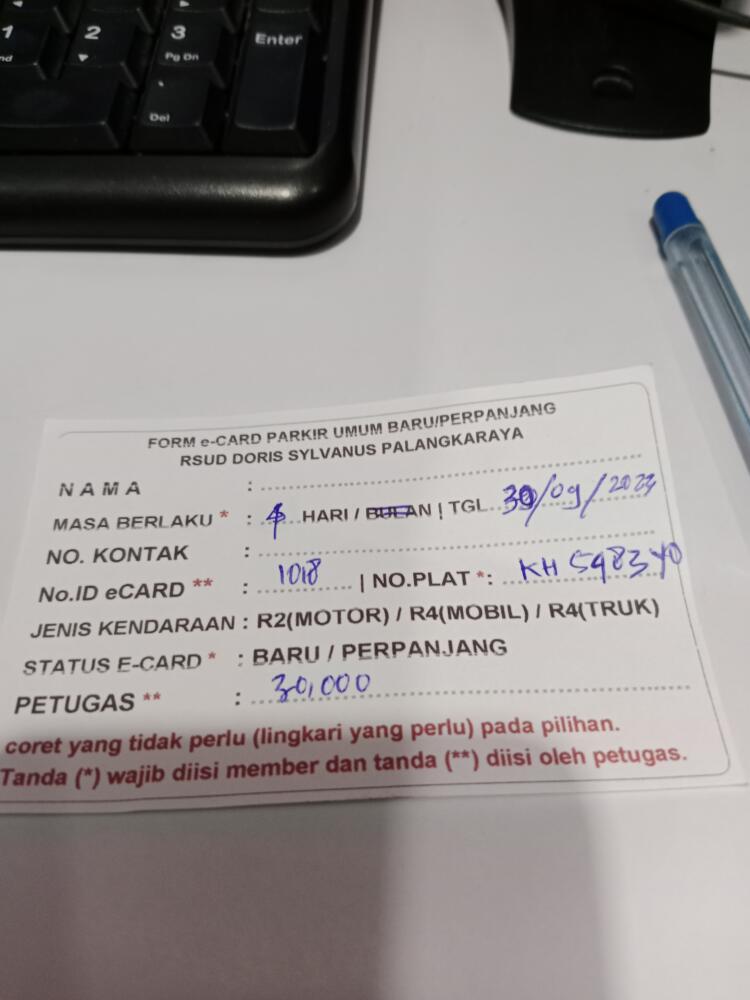 1
2
3
Enter
nd
Pg Dn
Del
FORM e-CARD PARKIR UMUM BARU/PERPANJANG
RSUD DORIS SYLVANUS PALANGKARAYA
NAMA :
MASA BERLAKU * : HARI / BULAN | TGL 30/09/2023
NO. KONTAK :
No.ID eCARD ** : 1018 | NO.PLAT *: KH 5483 YO
JENIS KENDARAAN : R2(MOTOR) / R4(MOBIL) / R4(TRUK)
STATUS E-CARD * : BARU / PERPANJANG
PETUGAS ** : 30,000
coret yang tidak perlu (lingkari yang perlu) pada pilihan.
Tanda (*) wajib diisi member dan tanda (**) diisi oleh petugas.